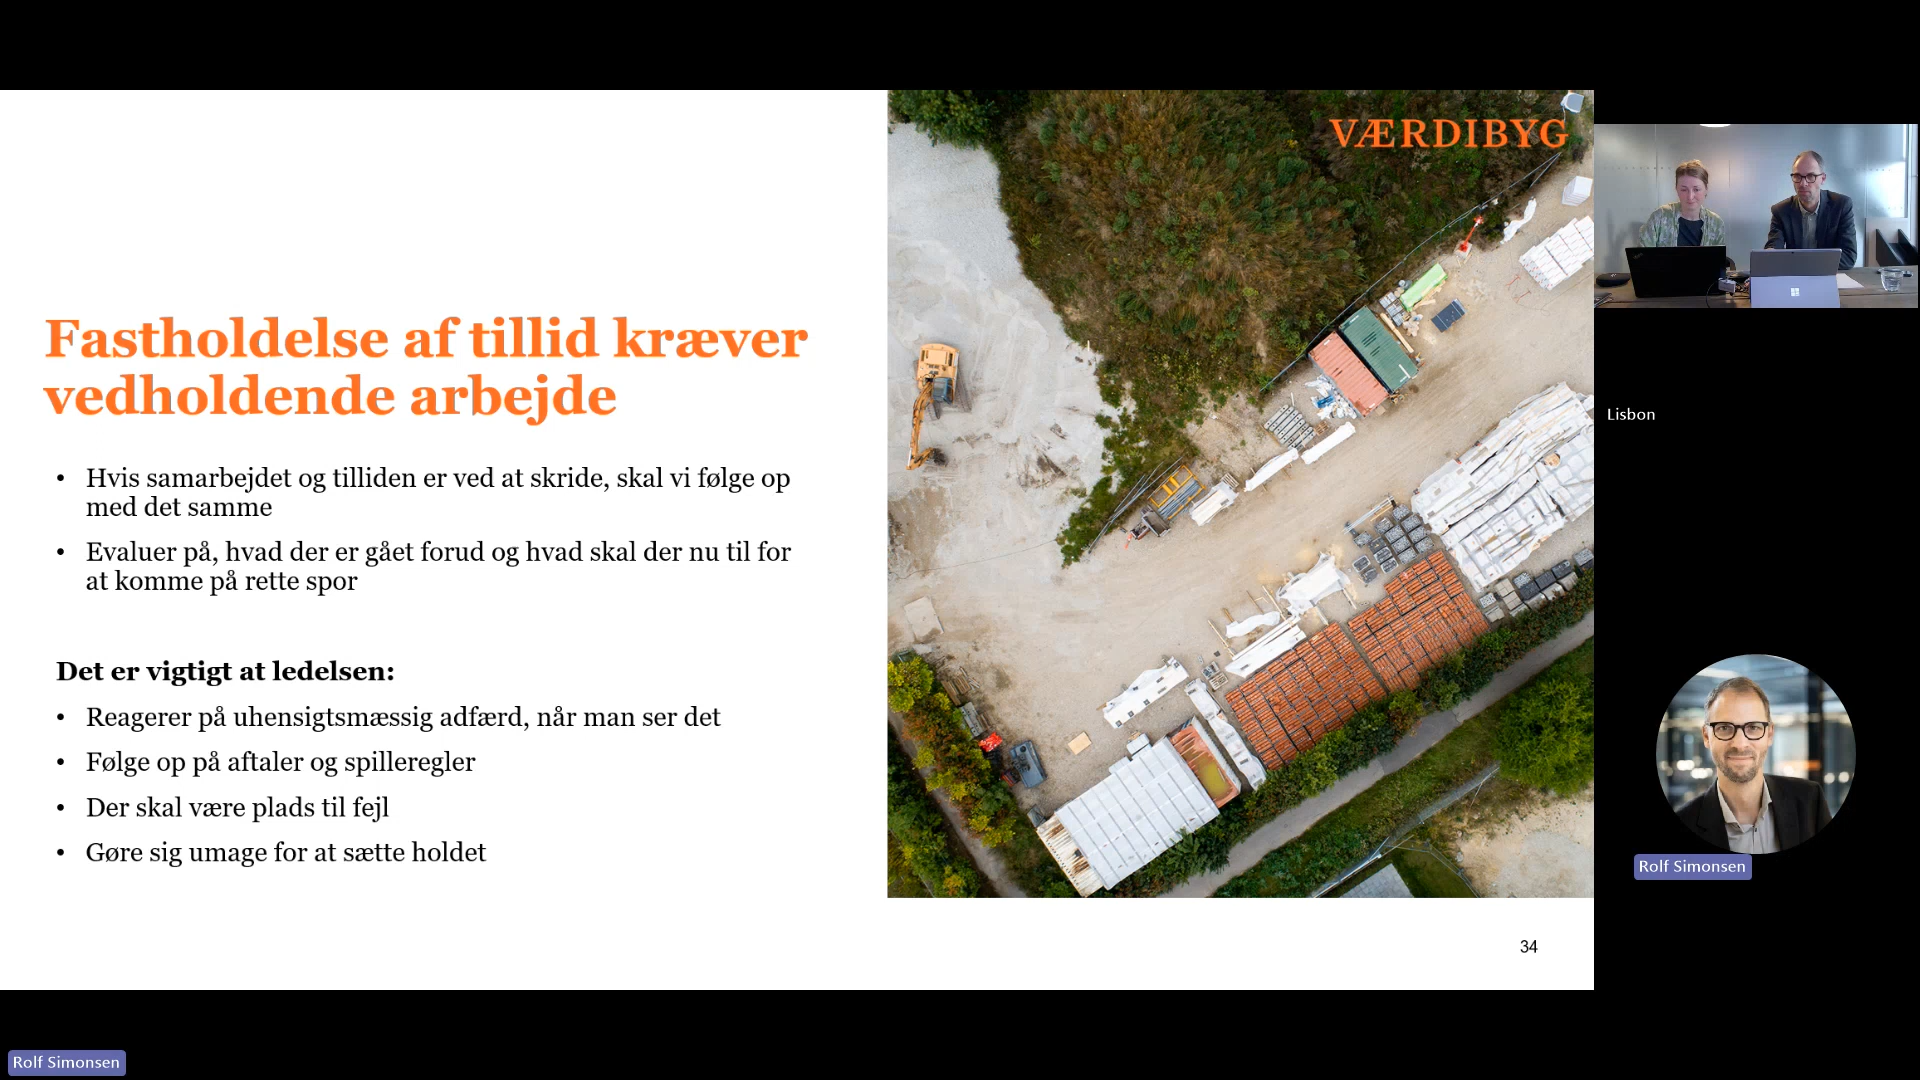 VÆRDIBYG
Fastholdelse af tillid kræver
vedholdende arbejde
• Hvis samarbejdet og tilliden er ved at skride, skal vi følge op
med det samme
• Evaluer på, hvad der er gået forud og hvad skal der nu til for
at komme på rette spor
Det er vigtigt at ledelsen:
• Reagerer på uhensigtsmæssig adfærd, når man ser det
• Følge op på aftaler og spilleregler
• Der skal være plads til fejl
• Gøre sig umage for at sætte holdet
34
Lisbon
Rolf Simonsen
Rolf Simonsen